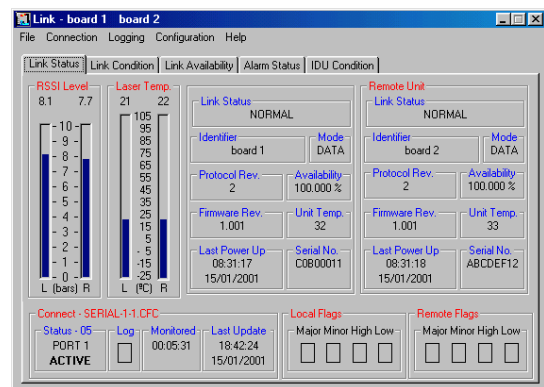 Link - board 1 board 2
File Connection Logging Configuration Help
Link Status Link Condition Link Availability Alarm Status IDU Condition
RSSI Level
8.1 7.7
10
9
8
7
6
5
4
3
2
1
0
L (bars) R
Laser Temp.
21 22
105
95
85
75
65
55
45
35
25
15
5
- 5
-15
-25
L (ºC) R
Link Status
NORMAL
Identifier
board 1
Mode
DATA
Protocol Rev.
2
Availability
100.000 %
Firmware Rev.
1.001
Unit Temp.
32
Last Power Up
08:31:17
15/01/2001
Serial No.
C0B00011
Remote Unit
Link Status
NORMAL
Identifier
board 2
Mode
DATA
Protocol Rev.
2
Availability
100.000 %
Firmware Rev.
1.001
Unit Temp.
33
Last Power Up
08:31:18
15/01/2001
Serial No.
ABCDEF12
Connect - SERIAL-1-1.CFC
Status - 05
PORT 1
ACTIVE
Log
Monitored
00:05:31
Last Update
18:42:24
15/01/2001
Local Flags
Major Minor High Low
Remote Flags
Major Minor High Low